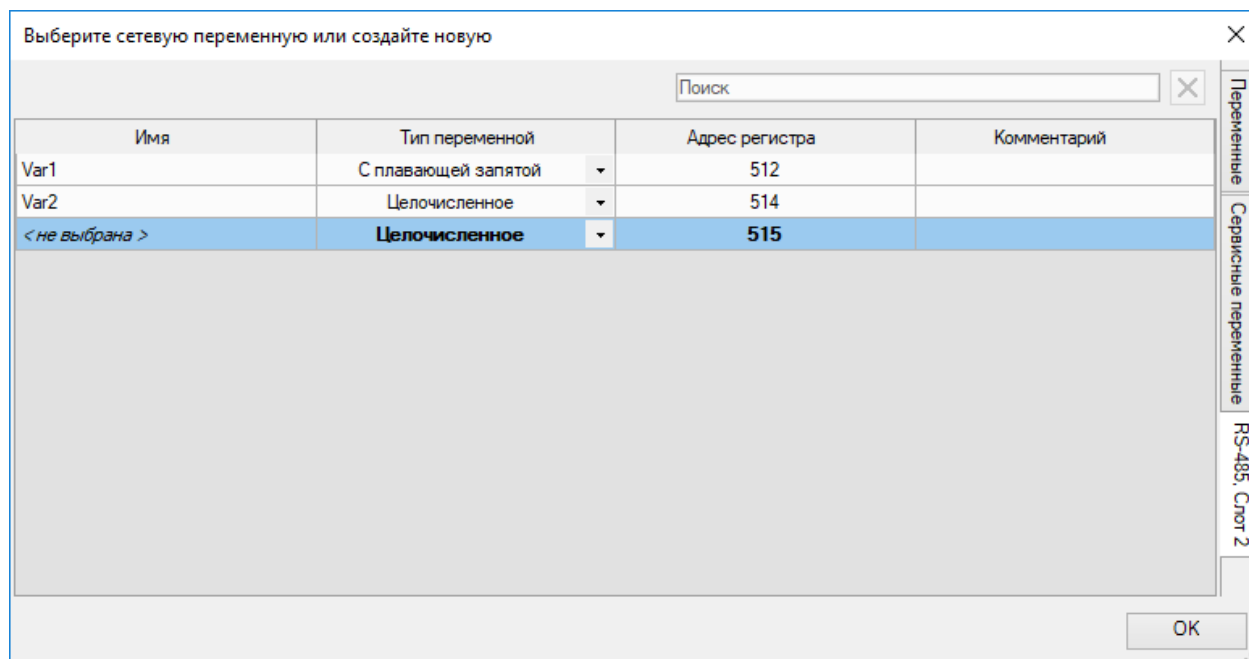 Выберите сетевую переменную или создайте новую
Поиск
Имя Тип переменной Адрес регистра Комментарий
Var1 С плавающей запятой 512
Var2 Целочисленное 514
< не выбрана > Целочисленное 515
Переменные
Сервисные переменные
RS-485, Слот 2
OK